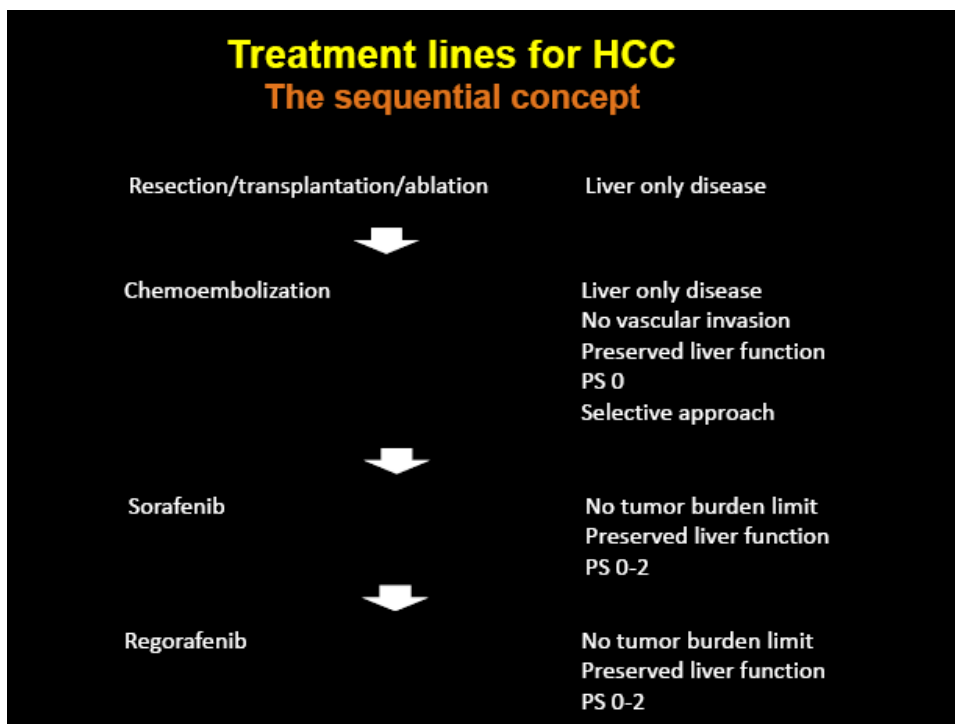 Treatment lines for HCC
The sequential concept
Resection/transplantation/ablation
Liver only disease
Chemoembolization
Liver only disease
No vascular invasion
Preserved liver function
PS 0
Selective approach
Sorafenib
No tumor burden limit
Preserved liver function
PS 0-2
Regorafenib
No tumor burden limit
Preserved liver function
PS 0-2